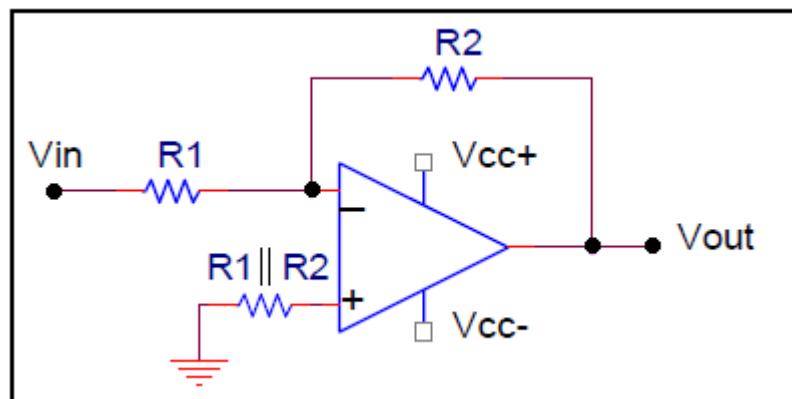 R2
Vin
R1
Vcc+
Vout
R1||R2
Vcc-